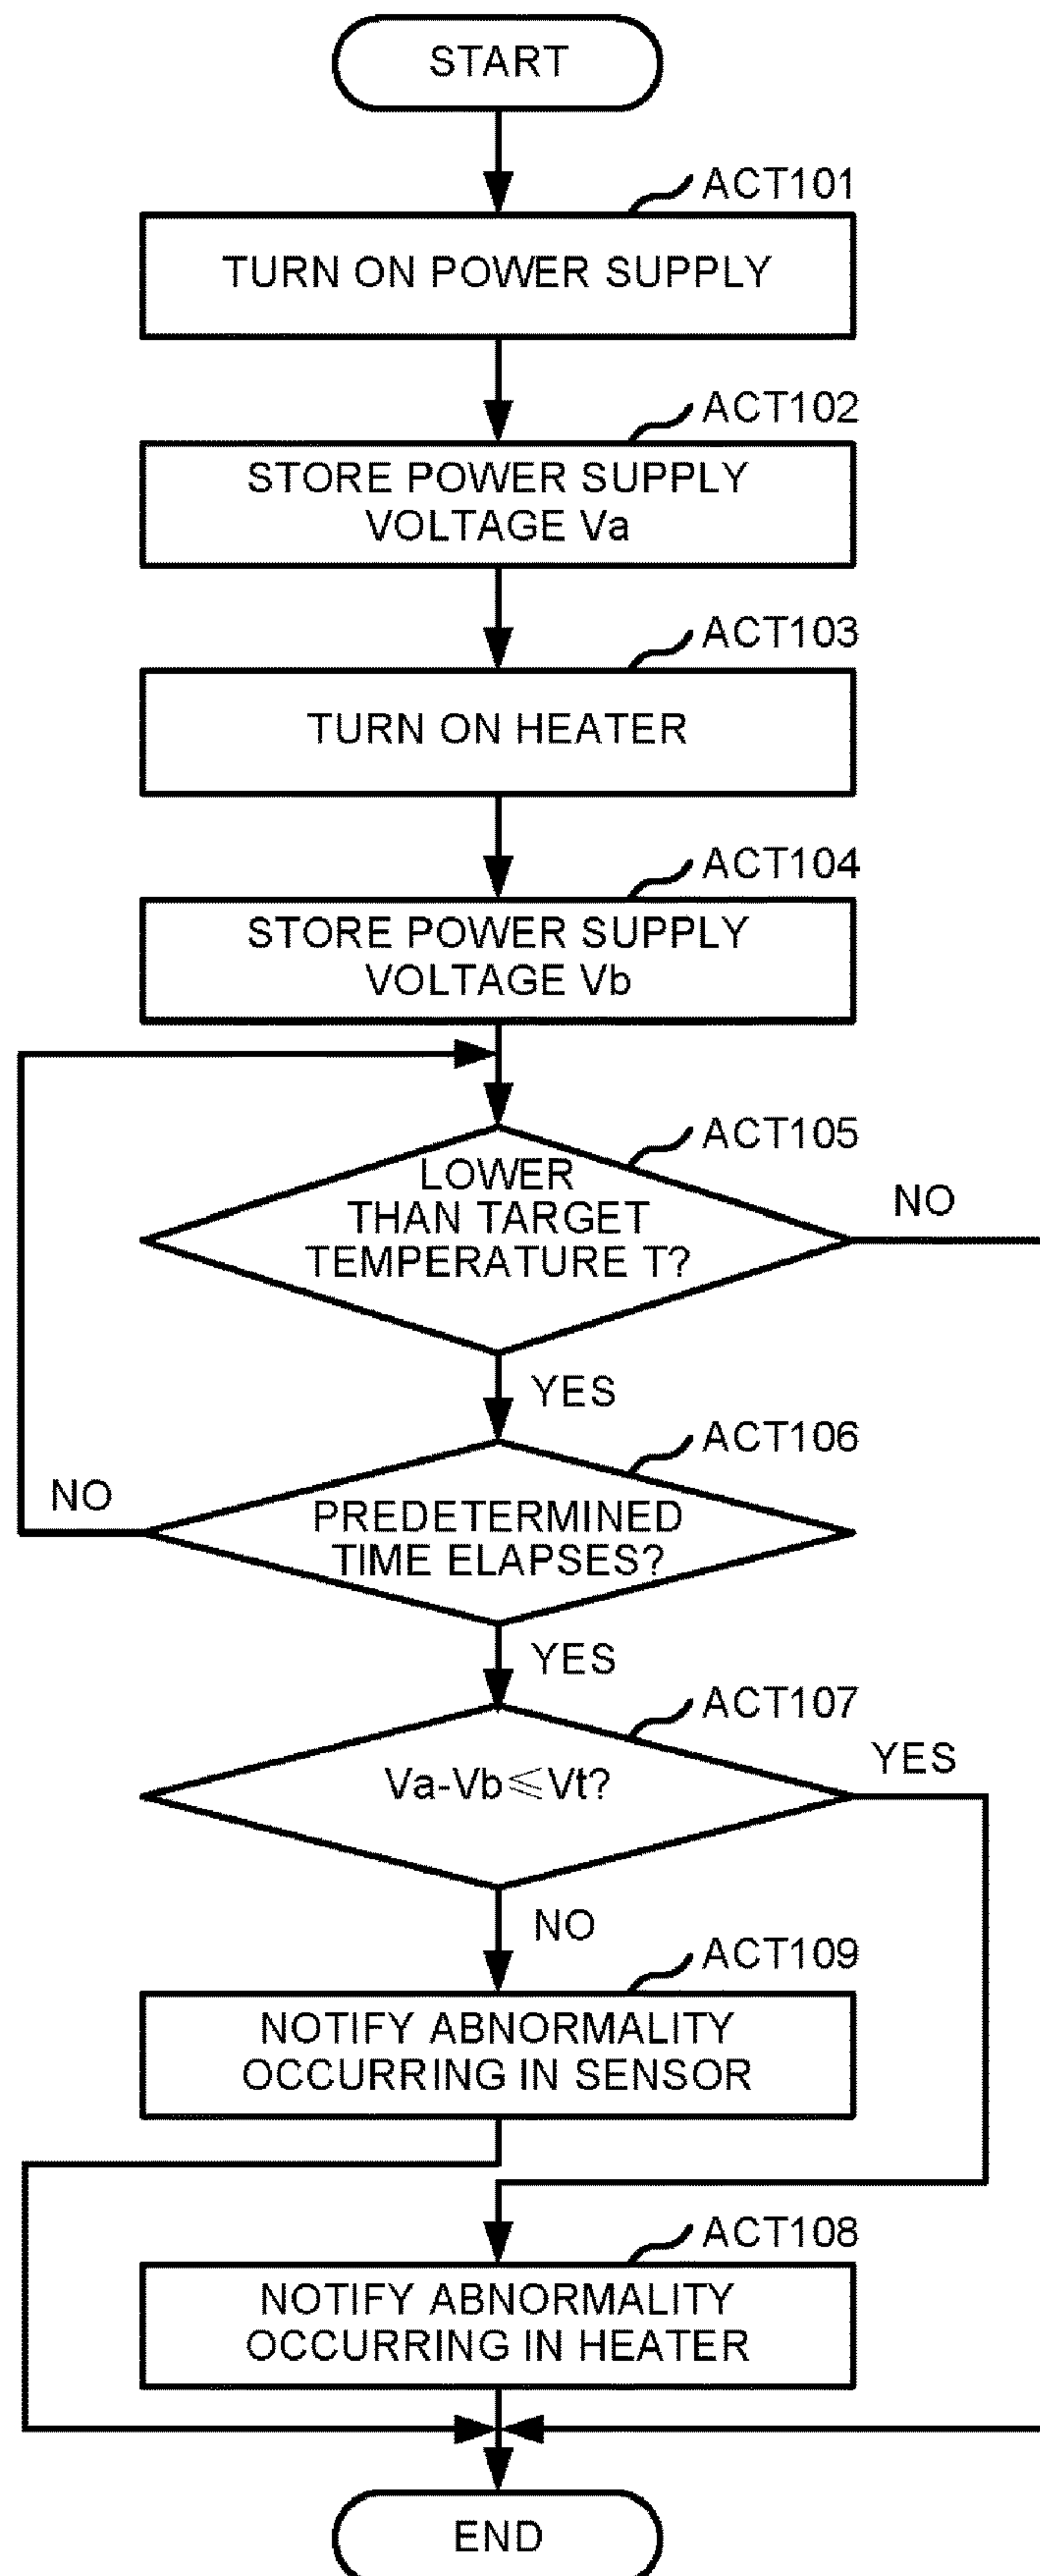 START
ACT101
TURN ON POWER SUPPLY
ACT102
STORE POWER SUPPLY
VOLTAGE Va
ACT103
TURN ON HEATER
ACT104
STORE POWER SUPPLY
VOLTAGE Vb
ACT105
LOWER
THAN TARGET
TEMPERATURE T?
NO
YES
ACT106
PREDETERMINED
TIME ELAPSES?
NO
YES
ACT107
Va-Vb≦Vt?
YES
NO
ACT109
NOTIFY ABNORMALITY
OCCURRING IN SENSOR
ACT108
NOTIFY ABNORMALITY
OCCURRING IN HEATER
END